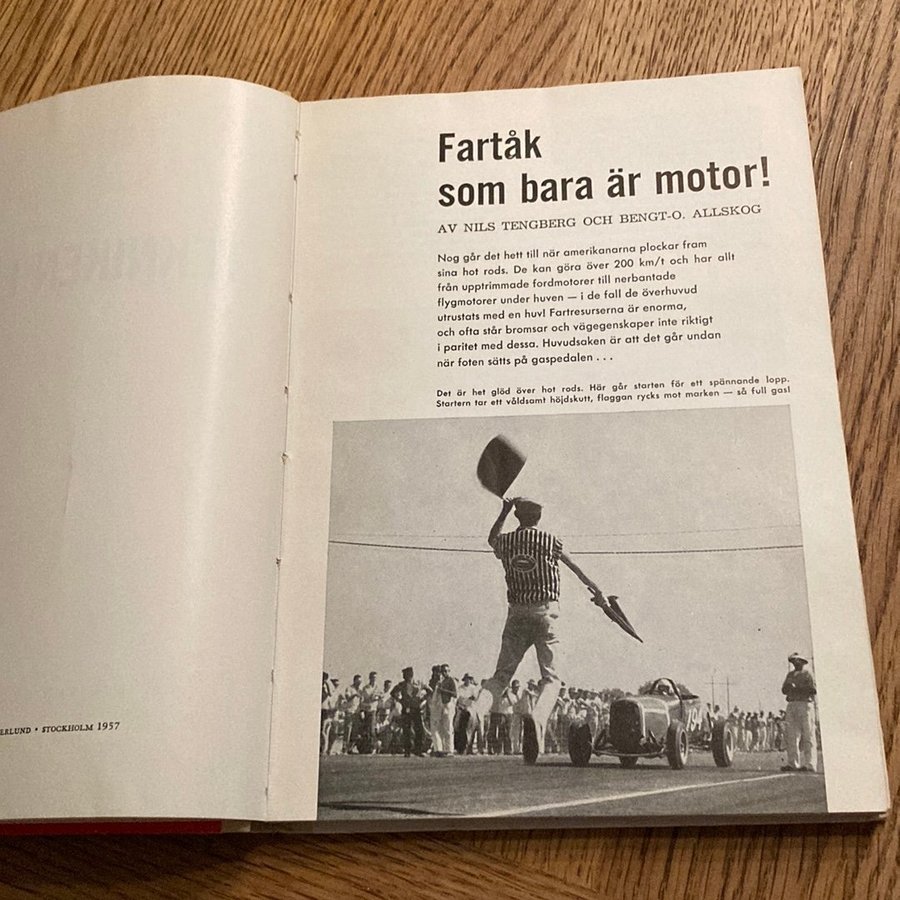 ERLUND • STOCKHOLM 1957
Fartåk
som bara är motor!
AV NILS TENGBERG OCH BENGT-O. ALLSKOG
Nog går det hett till när amerikanarna plockar fram
sina hot rods. De kan göra över 200 km/t och har allt
från upptrimmade fordmotorer till nerbantade
flygmotorer under huven — i de fall de överhuvud
utrustats med en huv! Fartresurserna är enorma,
och ofta står bromsar och vägegenskaper inte riktigt
i paritet med dessa. Huvudsaken är att det går undan
när foten sätts på gaspedalen . . .
Det är het glöd över hot rods. Här går starten för ett spännande lopp.
Startern tar ett våldsamt höjdskutt, flaggan rycks mot marken — så full gas!